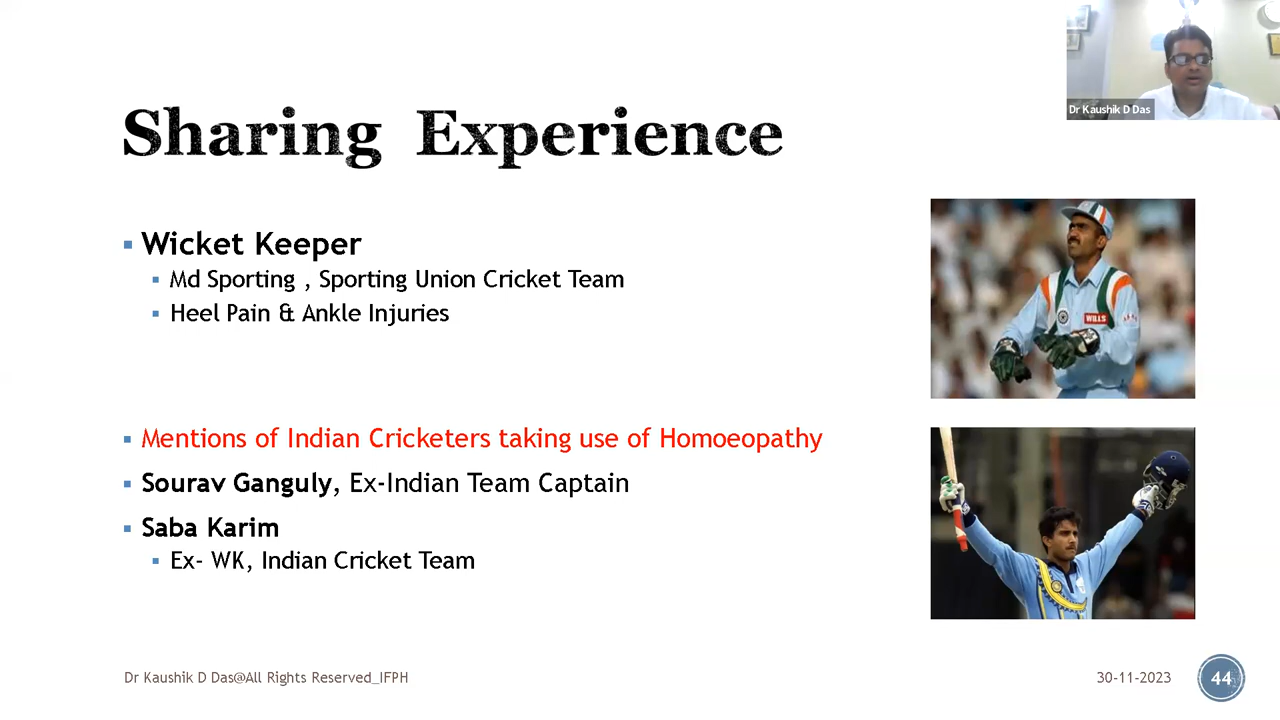 Dr Kaushik D Das
Sharing Experience
Wicket Keeper
Md Sporting , Sporting Union Cricket Team
Heel Pain & Ankle Injuries
WILLS
Mentions of Indian Cricketers taking use of Homoeopathy
Sourav Ganguly, Ex-Indian Team Captain
Saba Karim
Ex- WK, Indian Cricket Team
Dr Kaushik D Das@All Rights Reserved_IFPH
30-11-2023
44